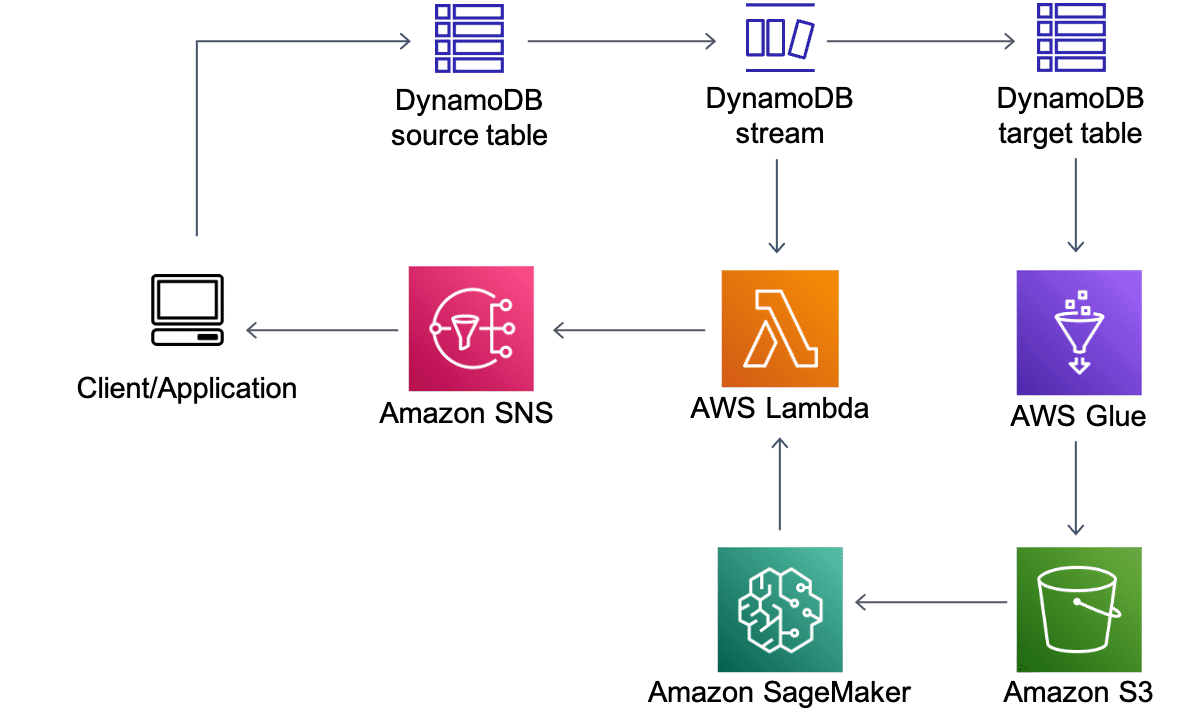 DynamoDB
source table
DynamoDB
stream
DynamoDB
target table
Client/Application
Amazon SNS
AWS Lambda
AWS Glue
Amazon SageMaker
Amazon S3